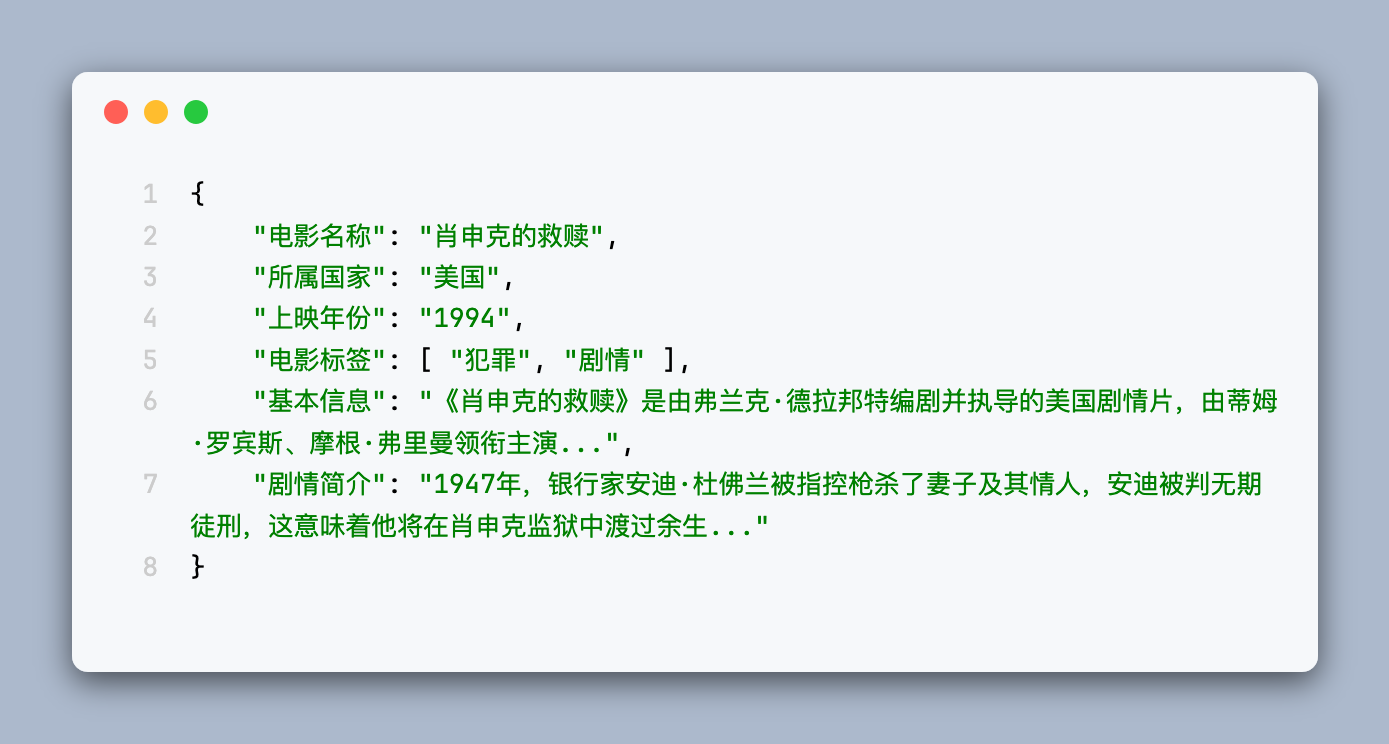 1 {
2     "电影名称": "肖申克的救赎",
3     "所属国家": "美国",
4     "上映年份": "1994",
5     "电影标签": [ "犯罪", "剧情" ],
6     "基本信息": "《肖申克的救赎》是由弗兰克·德拉邦特编剧并执导的美国剧情片，由蒂姆
·罗宾斯、摩根·弗里曼领衔主演...",
7     "剧情简介": "1947年，银行家安迪·杜佛兰被指控枪杀了妻子及其情人，安迪被判无期
徒刑，这意味着他将在肖申克监狱中渡过余生..."
8 }